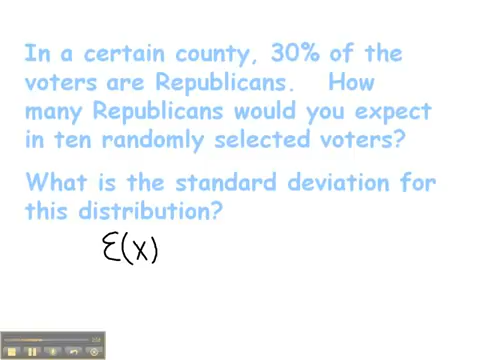 In a certain county, 30% of the
voters are Republicans. How
many Republicans would you expect
in ten randomly selected voters?
What is the standard deviation for
this distribution?
Ɛ(x)